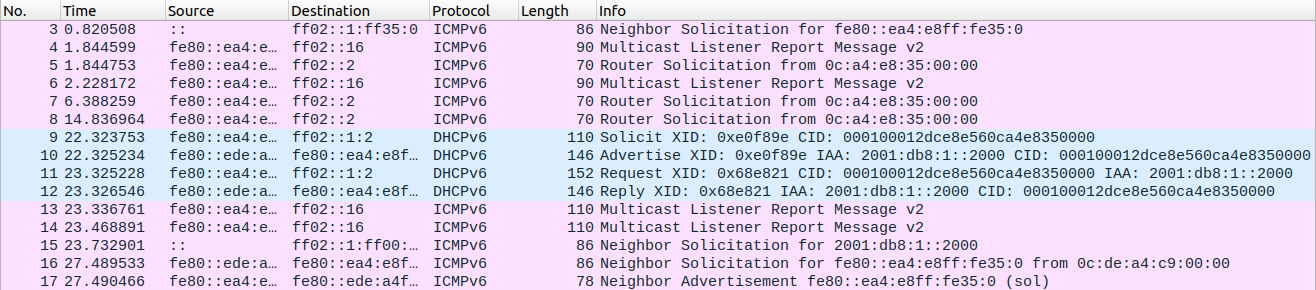 No. Time Source Destination Protocol Length Info
3 0.820508 :: ff02::1:ff35:0 ICMPv6 86 Neighbor Solicitation for fe80::ea4:e8ff:fe35:0
4 1.844599 fe80::ea4:e… ff02::16 ICMPv6 90 Multicast Listener Report Message v2
5 1.844753 fe80::ea4:e… ff02::2 ICMPv6 70 Router Solicitation from 0c:a4:e8:35:00:00
6 2.228172 fe80::ea4:e… ff02::16 ICMPv6 90 Multicast Listener Report Message v2
7 6.388259 fe80::ea4:e… ff02::2 ICMPv6 70 Router Solicitation from 0c:a4:e8:35:00:00
8 14.836964 fe80::ea4:e… ff02::2 ICMPv6 70 Router Solicitation from 0c:a4:e8:35:00:00
9 22.323753 fe80::ea4:e… ff02::1:2 DHCPv6 110 Solicit XID: 0xe0f89e CID: 000100012dce8e560ca4e8350000
10 22.325234 fe80::ede:a… fe80::ea4:e8f… DHCPv6 146 Advertise XID: 0xe0f89e IAA: 2001:db8:1::2000 CID: 000100012dce8e560ca4e8350000
11 23.325228 fe80::ea4:e… ff02::1:2 DHCPv6 152 Request XID: 0x68e821 CID: 000100012dce8e560ca4e8350000 IAA: 2001:db8:1::2000
12 23.326546 fe80::ede:a… fe80::ea4:e8f… DHCPv6 146 Reply XID: 0x68e821 IAA: 2001:db8:1::2000 CID: 000100012dce8e560ca4e8350000
13 23.336761 fe80::ea4:e… ff02::16 ICMPv6 110 Multicast Listener Report Message v2
14 23.468891 fe80::ea4:e… ff02::16 ICMPv6 110 Multicast Listener Report Message v2
15 23.732901 :: ff02::1:ff00:… ICMPv6 86 Neighbor Solicitation for 2001:db8:1::2000
16 27.489533 fe80::ede:a… fe80::ea4:e8f… ICMPv6 86 Neighbor Solicitation for fe80::ea4:e8ff:fe35:0 from 0c:de:a4:c9:00:00
17 27.490466 fe80::ea4:e… fe80::ede:a4f… ICMPv6 78 Neighbor Advertisement fe80::ea4:e8ff:fe35:0 (sol)